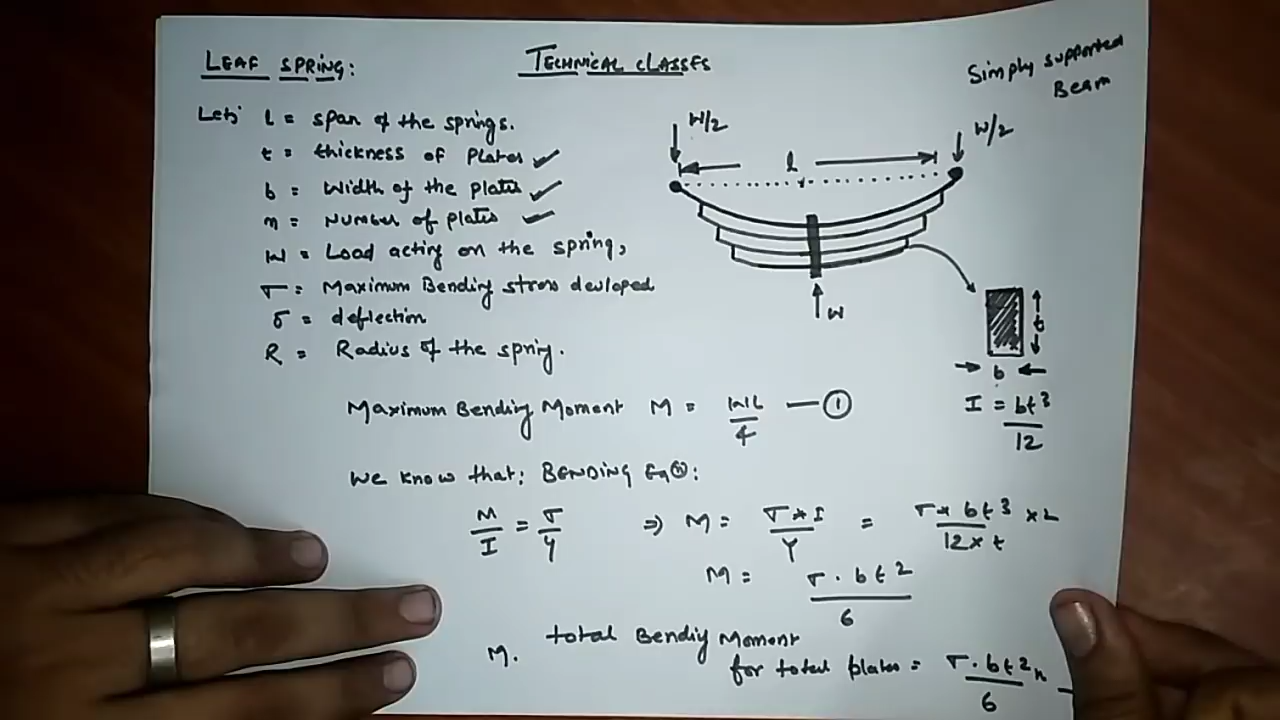 LEAF SPRING:
TECHNICAL CLASSES
Simply supported
Beam
Let's l = span of the springs.
t = thickness of Plates ✓
b = Width of the plates ✓
n = Number of plates ✓
W = Load acting on the spring,
σ = Maximum Bending stress devloped
δ = deflection
R = Radius of the spring.
W/2
W/2
l
W
t
b
I = bt³/12
Maximum Bending Moment M = Wl/4 — ①
We know that: BENDING Eqⓝ:
M/I = σ/y ⇒ M = σ×I/Y = σ × bt³/12×t ×2
M = σ·bt²/6
M. total Bending Moment
for total plates = σ·bt²n/6 —